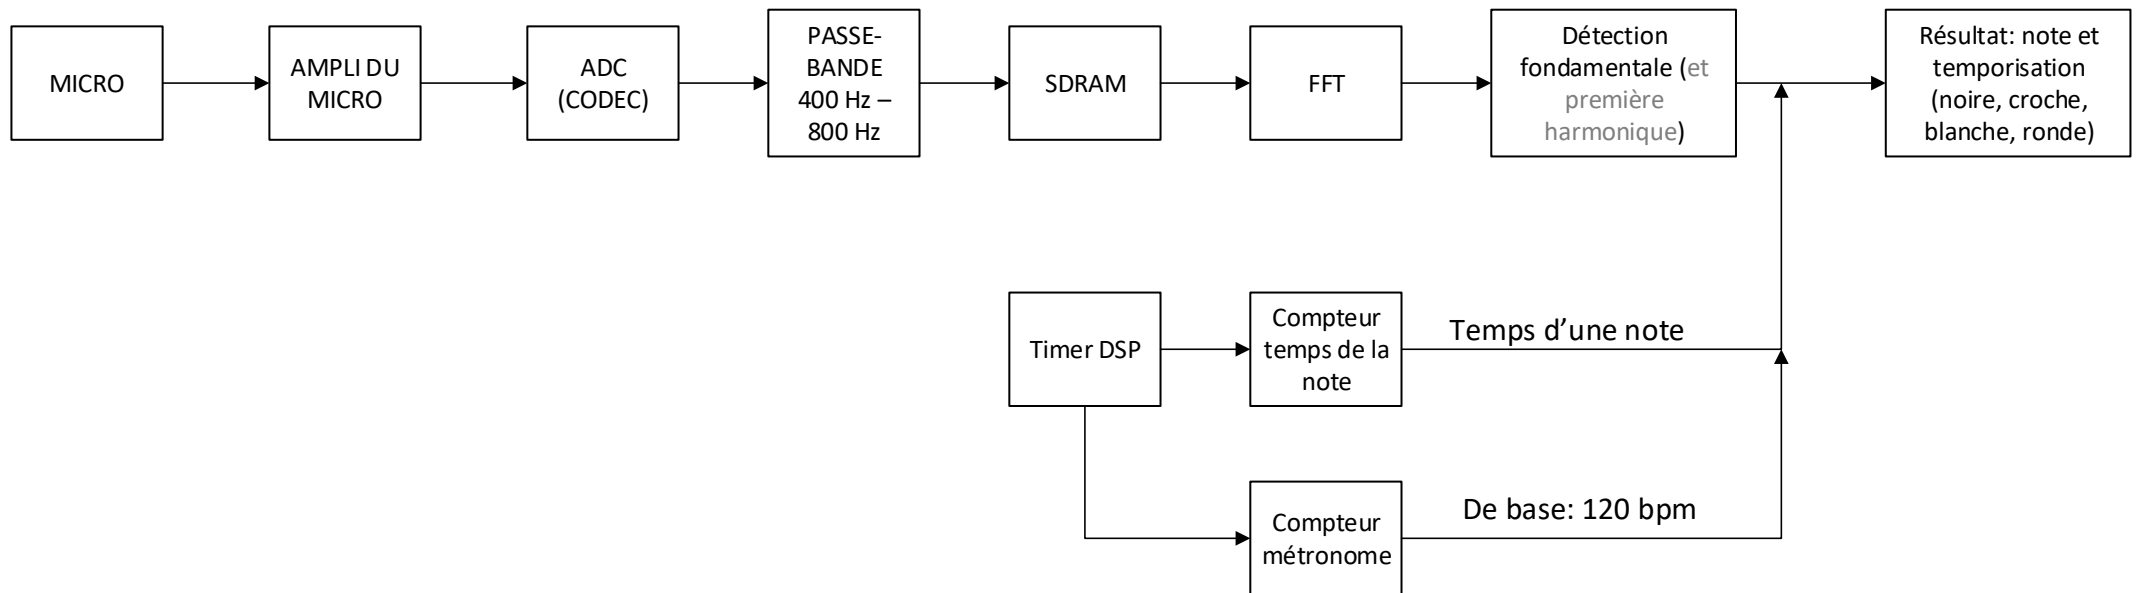 MICRO
AMPLI DU
MICRO
ADC
(CODEC)
PASSE-
BANDE
400 Hz –
800 Hz
SDRAM
FFT
Détection
fondamentale (et
première
harmonique)
Résultat: note et
temporisation
(noire, croche,
blanche, ronde)
Timer DSP
Compteur
temps de la
note
Temps d’une note
Compteur
métronome
De base: 120 bpm